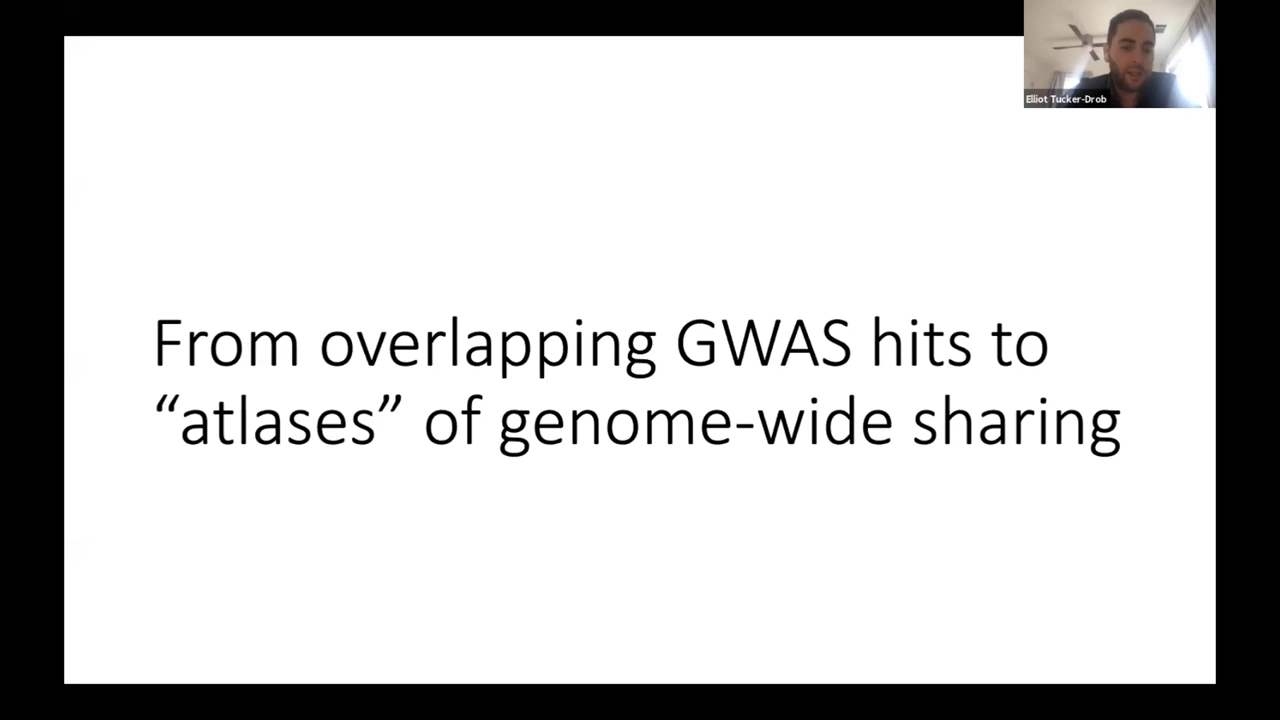 Elliot Tucker-Drob
From overlapping GWAS hits to
“atlases” of genome-wide sharing